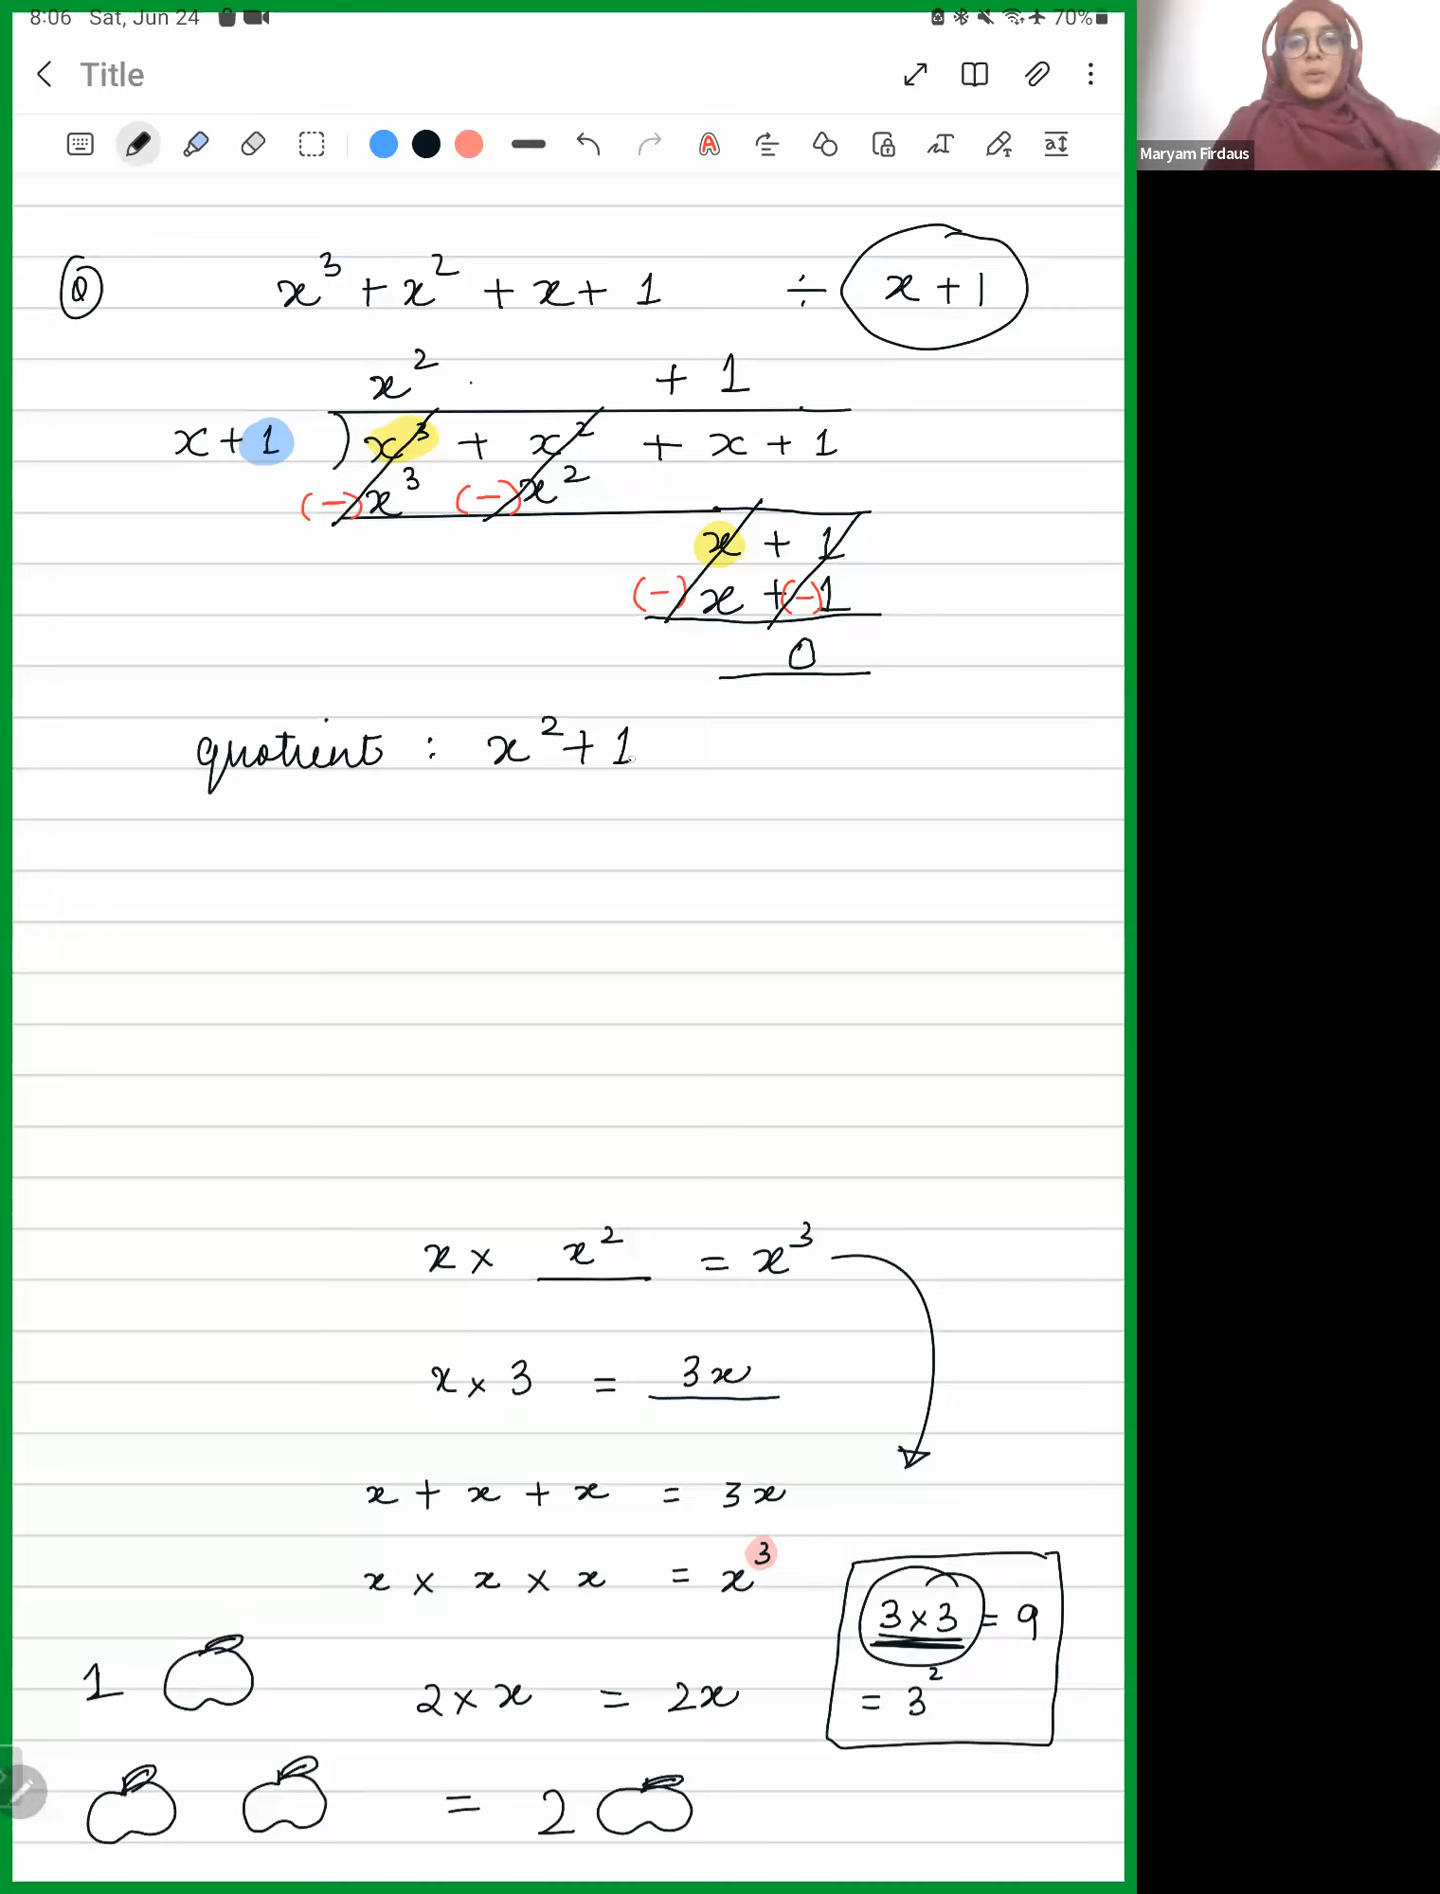 8:06 Sat, Jun 24 70%
Title
Maryam Firdaus
Q x³ + x² + x + 1 ÷ x + 1
x² + 1
x + 1 ) x³ + x² + x + 1
(-) x³ (-) x²
x + 1
(-) x + (-) 1
0
quotient : x² + 1
x × x² = x³
x × 3 = 3x
x + x + x = 3x
x × x × x = x³
3 × 3 = 9
= 3²
1
2 × x = 2x
= 2